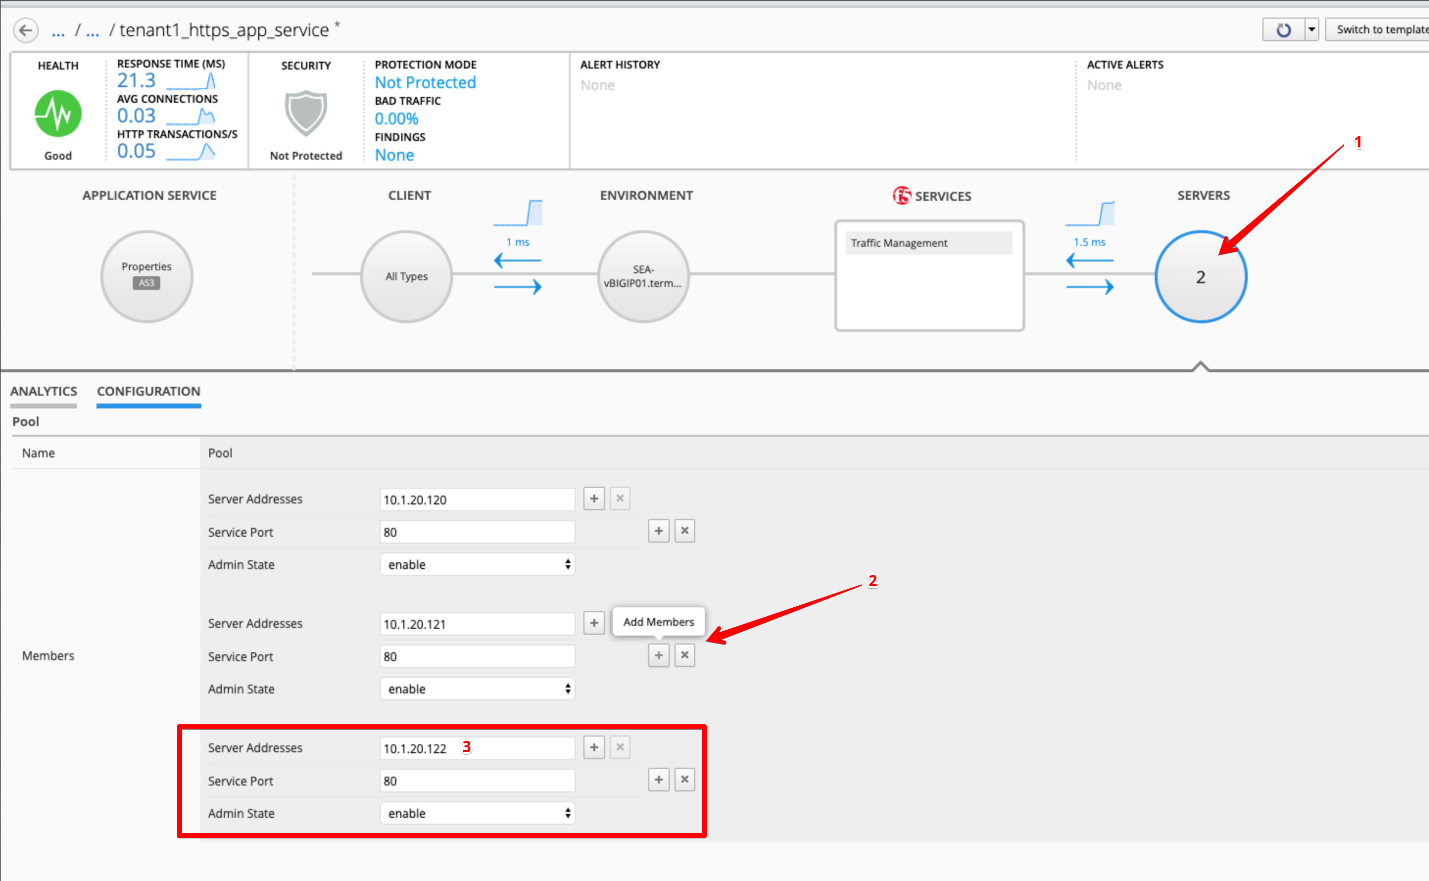 ... / ... / tenant1_https_app_service *
Switch to template
HEALTH
Good
RESPONSE TIME (MS)
21.3
AVG CONNECTIONS
0.03
HTTP TRANSACTIONS/S
0.05
SECURITY
Not Protected
PROTECTION MODE
Not Protected
BAD TRAFFIC
0.00%
FINDINGS
None
ALERT HISTORY
None
ACTIVE ALERTS
None
1
APPLICATION SERVICE
CLIENT
ENVIRONMENT
f5 SERVICES
SERVERS
Properties
AS3
All Types
1 ms
SEA-
vBIGIP01.term...
Traffic Management
1.5 ms
2
ANALYTICS
CONFIGURATION
Pool
Name
Pool
Members
Server Addresses 10.1.20.120 + ×
Service Port 80 + ×
Admin State enable
2
Server Addresses 10.1.20.121 + Add Members
Service Port 80 + ×
Admin State enable
Server Addresses 10.1.20.122 3 + ×
Service Port 80 + ×
Admin State enable